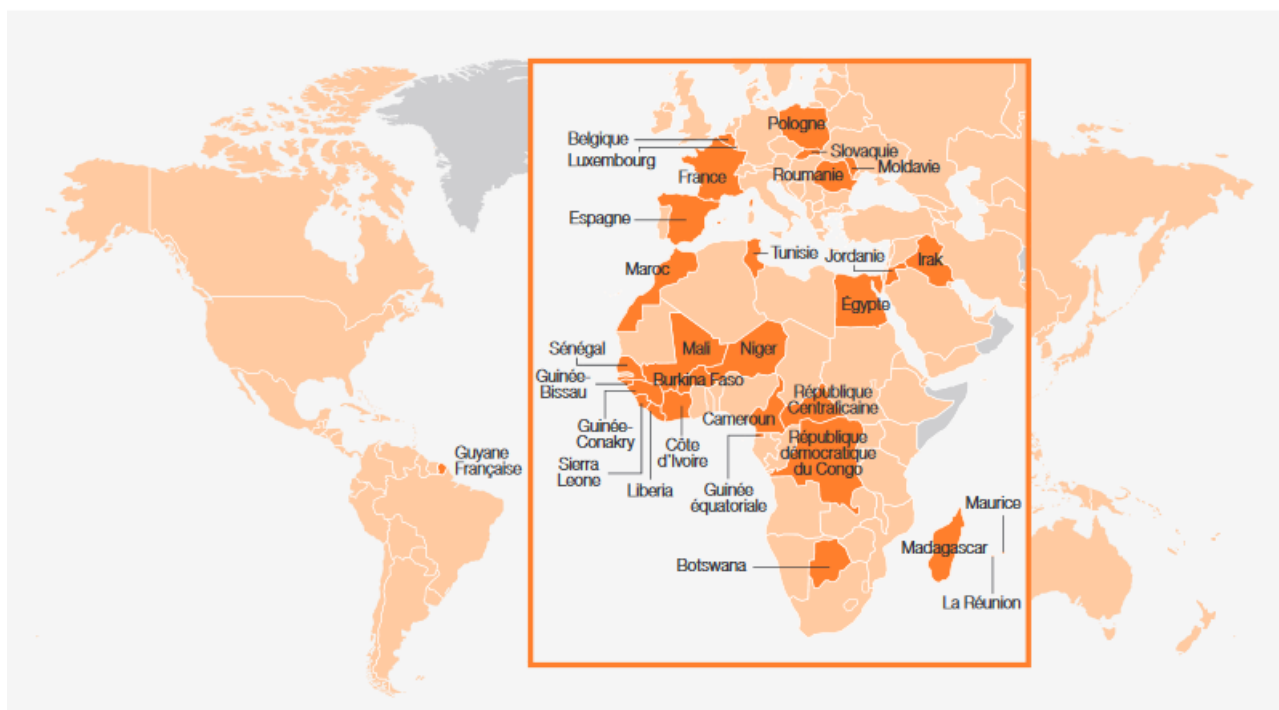 Pologne
Belgique
Luxembourg
Slovaquie
Moldavie
France
Roumanie
Espagne
Tunisie
Jordanie
Irak
Maroc
Égypte
Sénégal
Mali
Niger
Guinée-
Bissau
Burkina Faso
République
Centraficaine
Cameroun
Guinée-
Conakry
Côte
d'Ivoire
République
démocratique
du Congo
Guyane
Française
Sierra
Leone
Liberia
Guinée
équatoriale
Maurice
Madagascar
Botswana
La Réunion